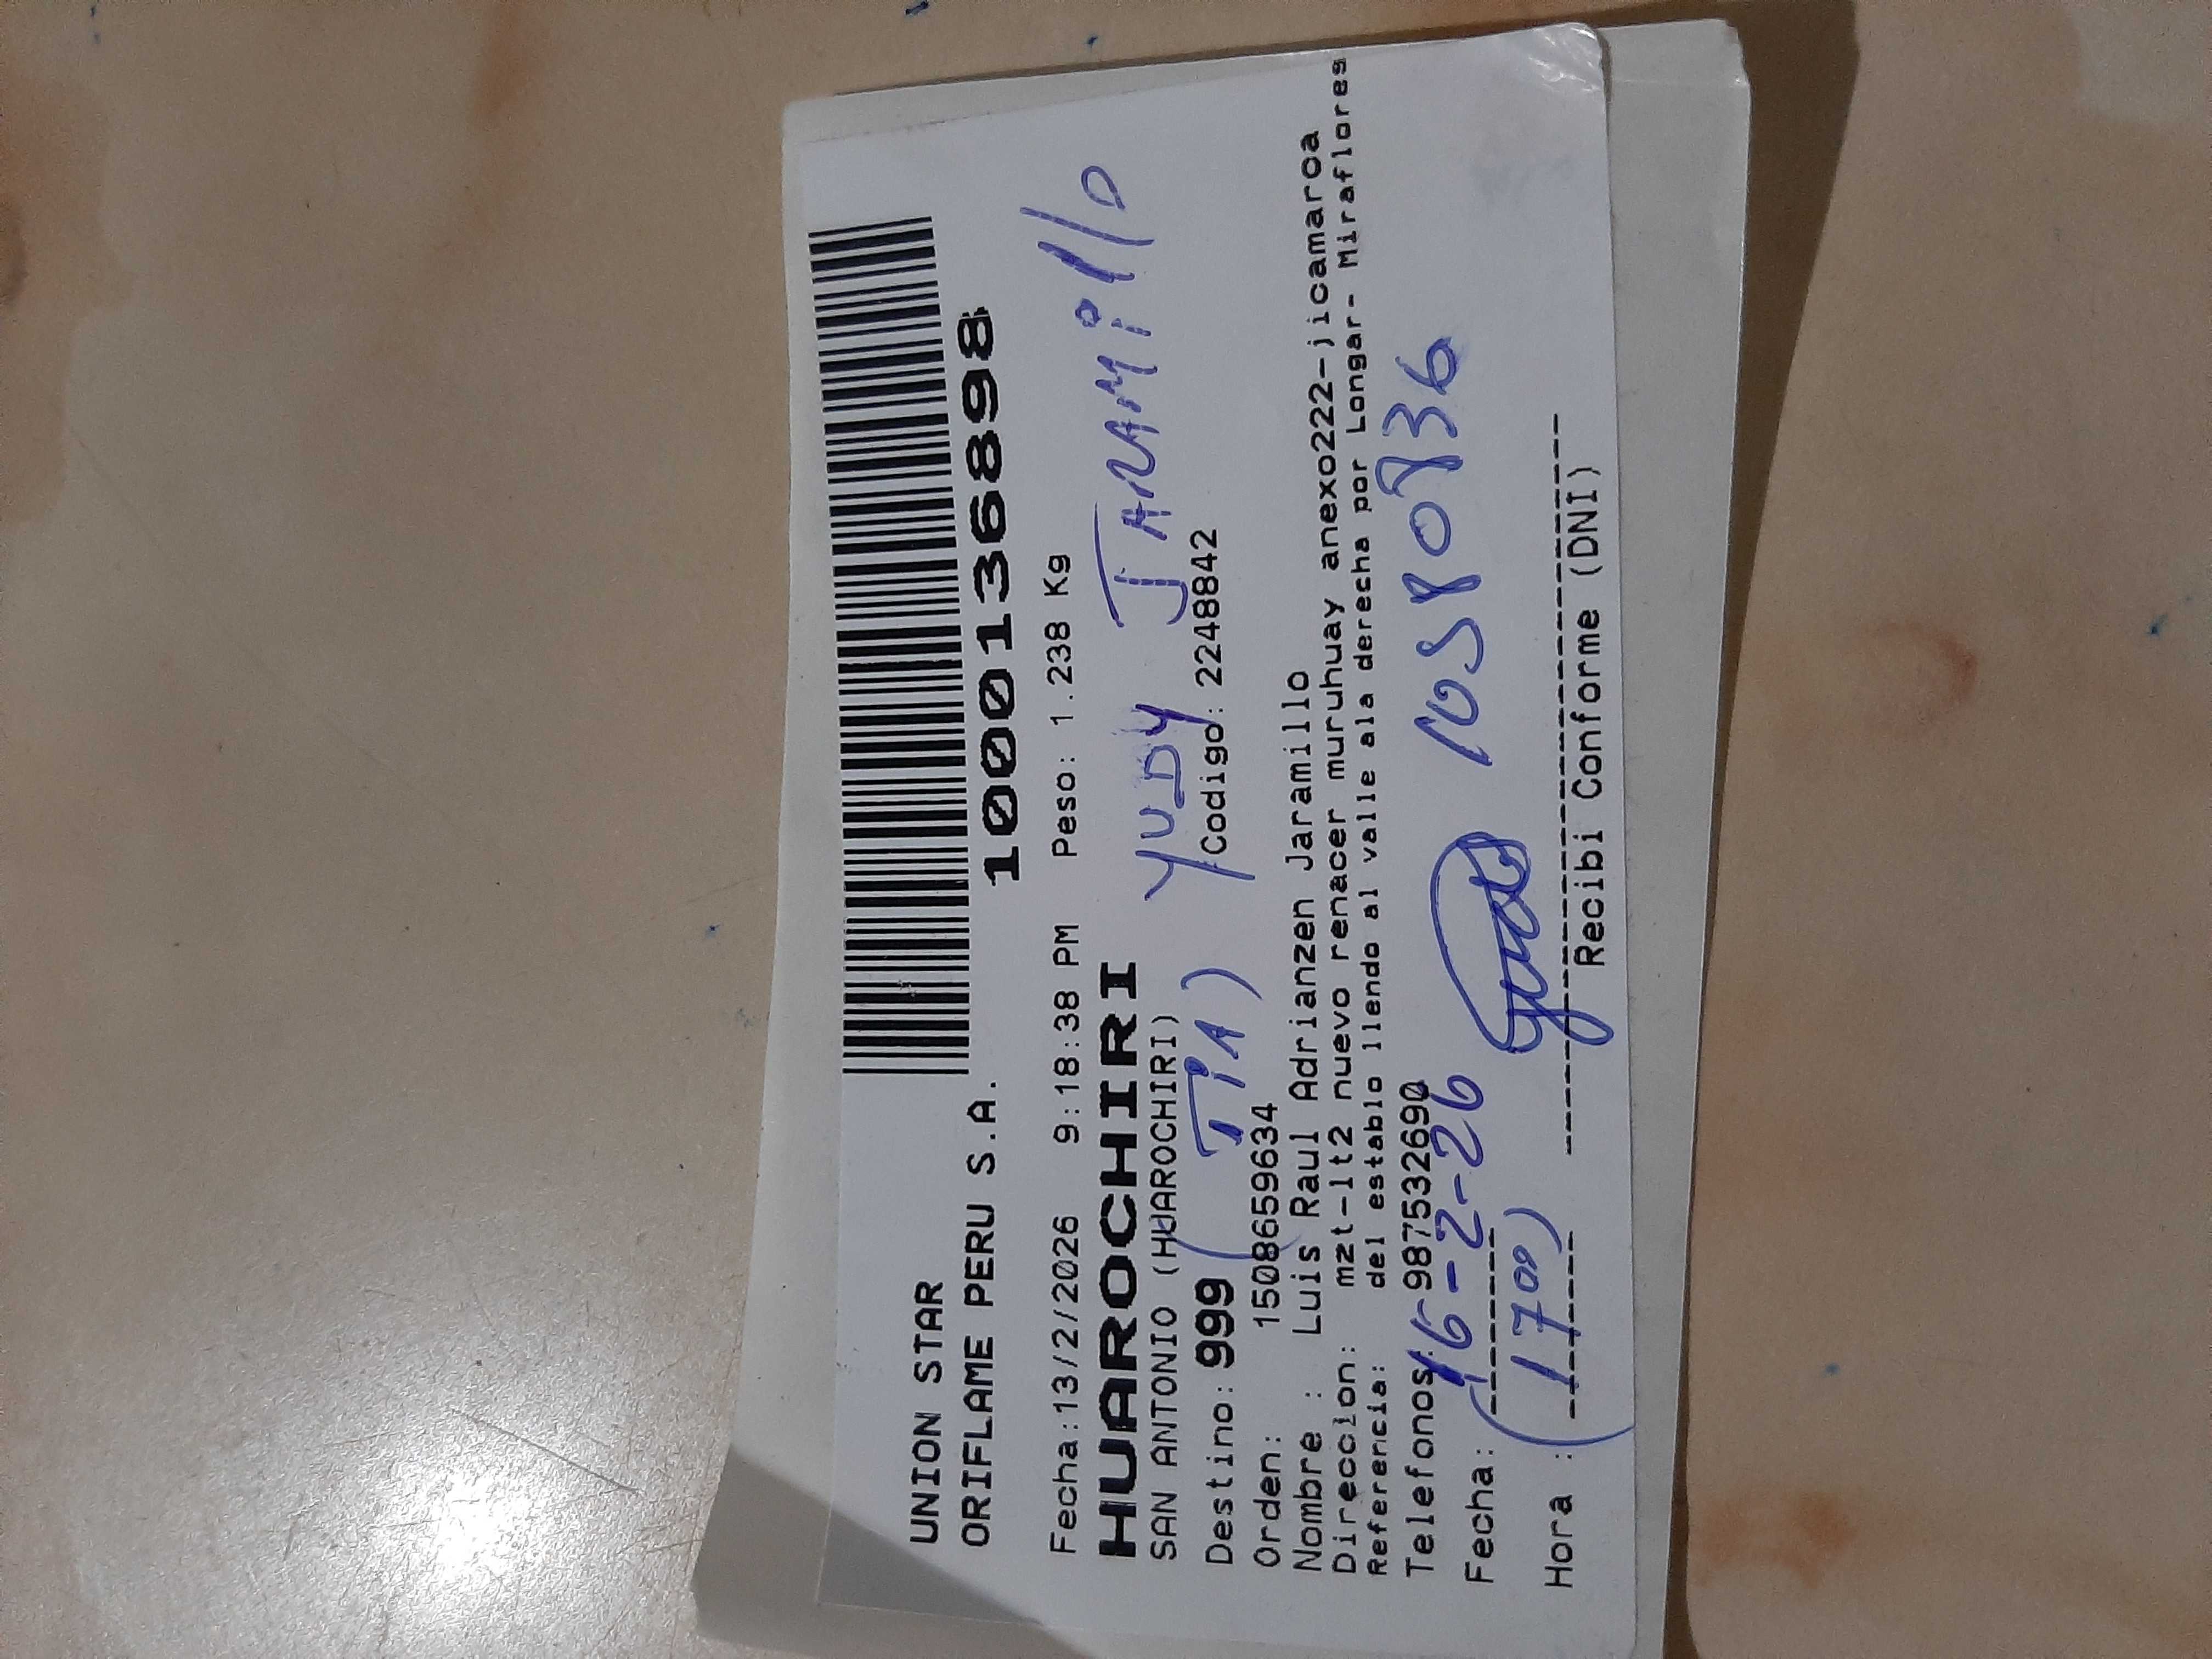 UNION STAR
ORIFLAME PERU S.A. 1000136898
Fecha:13/2/2026 9:18:38 PM Peso: 1.238 Kg
HUAROCHIRI
SAN ANTONIO (HUAROCHIRI) YUDY JARAMillO
Destino: 999 (TiA) Codigo: 2248842
Orden: 1508659634
Nombre : Luis Raul Adrianzen Jaramillo
Direccion: mzt-1t2 nuevo renacer muruhuay anexo222-jicamarca
Referencia: del establo llendo al valle ala derecha por Longar- Miraflores
Telefonos: 987532690
Fecha: 16-2-26 10580836
Hora : (1700)
Recibi Conforme (DNI)